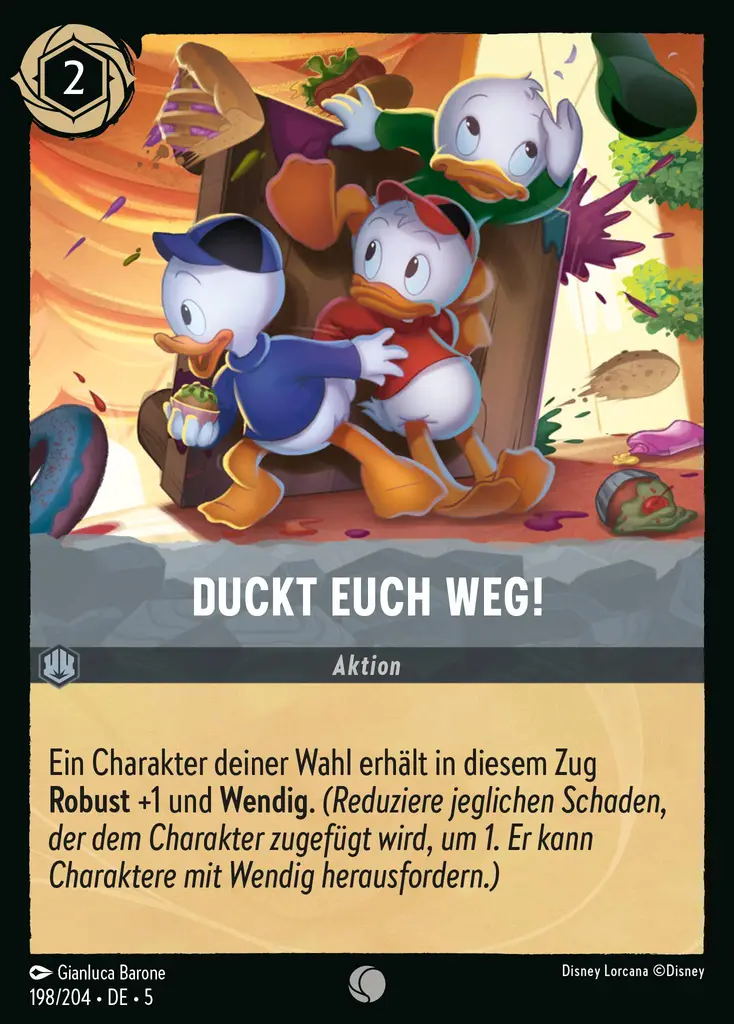 2
DUCKT EUCH WEG!
Aktion
Ein Charakter deiner Wahl erhält in diesem Zug
Robust +1 und Wendig. (Reduziere jeglichen Schaden,
der dem Charakter zugefügt wird, um 1. Er kann
Charaktere mit Wendig herausfordern.)
Gianluca Barone
Disney Lorcana ©Disney
198/204 • DE • 5